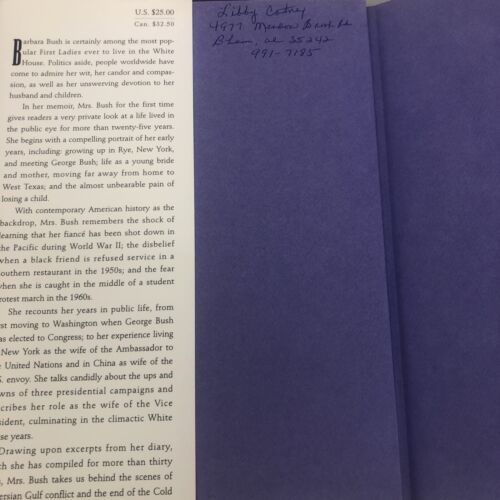 U.S. $25.00
Can. $32.50
Barbara Bush is certainly among the most pop-
ular First Ladies ever to live in the White
House. Politics aside, people worldwide have
come to admire her wit, her candor and compas-
sion, as well as her unswerving devotion to her
husband and children.
In her memoir, Mrs. Bush for the first time
gives readers a very private look at a life lived in
the public eye for more than twenty-five years.
She begins with a compelling portrait of her early
years, including: growing up in Rye, New York,
and meeting George Bush; life as a young bride
and mother, moving far away from home to
West Texas; and the almost unbearable pain of
losing a child.
With contemporary American history as the
backdrop, Mrs. Bush remembers the shock of
learning that her fiancé has been shot down in
the Pacific during World War II; the disbelief
when a black friend is refused service in a
outhern restaurant in the 1950s; and the fear
when she is caught in the middle of a student
rotest march in the 1960s.
She recounts her years in public life, from
st moving to Washington when George Bush
as elected to Congress; to her experience living
New York as the wife of the Ambassador to
United Nations and in China as wife of the
. envoy. She talks candidly about the ups and
wns of three presidential campaigns and
cribes her role as the wife of the Vice
sident, culminating in the climactic White
se years.
Drawing upon excerpts from her diary,
ch she has compiled for more than thirty
, Mrs. Bush takes us behind the scenes of
ersian Gulf conflict and the end of the Cold
Libby
4977 Meadow Brook Rd
B'ham, al 35242
991-7185